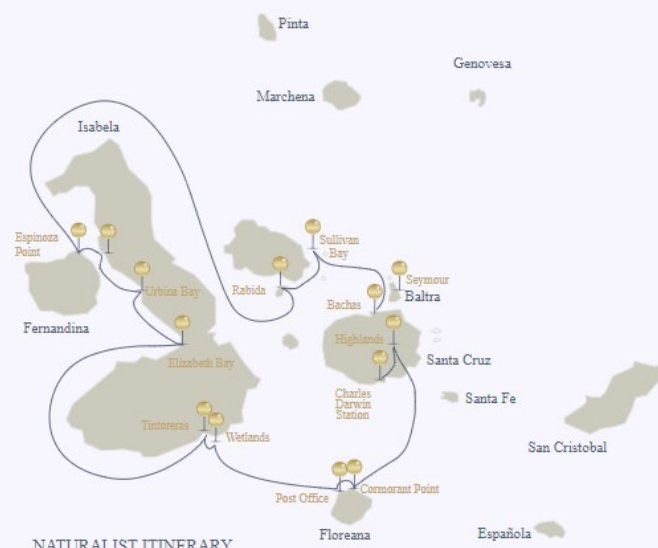 Pinta
Genovesa
Marchena
Isabela
Espinoza
Point
Sullivan
Bay
Seymour
Urbina Bay
Rabida
Baltra
Bachas
Fernandina
Highlands
Elizabeth Bay
Santa Cruz
Charles
Darwin
Station
Santa Fe
Tintoreras
Wetlands
San Cristobal
Post Office
Cormorant Point
Floreana
Española
NATURALIST ITINERARY